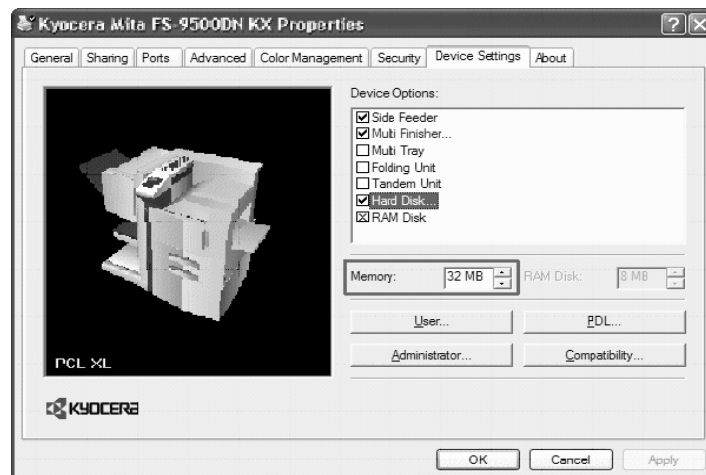 Kyocera Mita FS-9500DN KX Properties
?
X
General Sharing Ports Advanced Color Management Security Device Settings About
Device Options:
Side Feeder
Multi Finisher...
Multi Tray
Folding Unit
Tandem Unit
Hard Disk...
RAM Disk
Memory: 32 MB RAM Disk: 8 MB
User... PDL...
Administrator... Compatibility...
PCL XL
KYOCERA
OK Cancel Apply